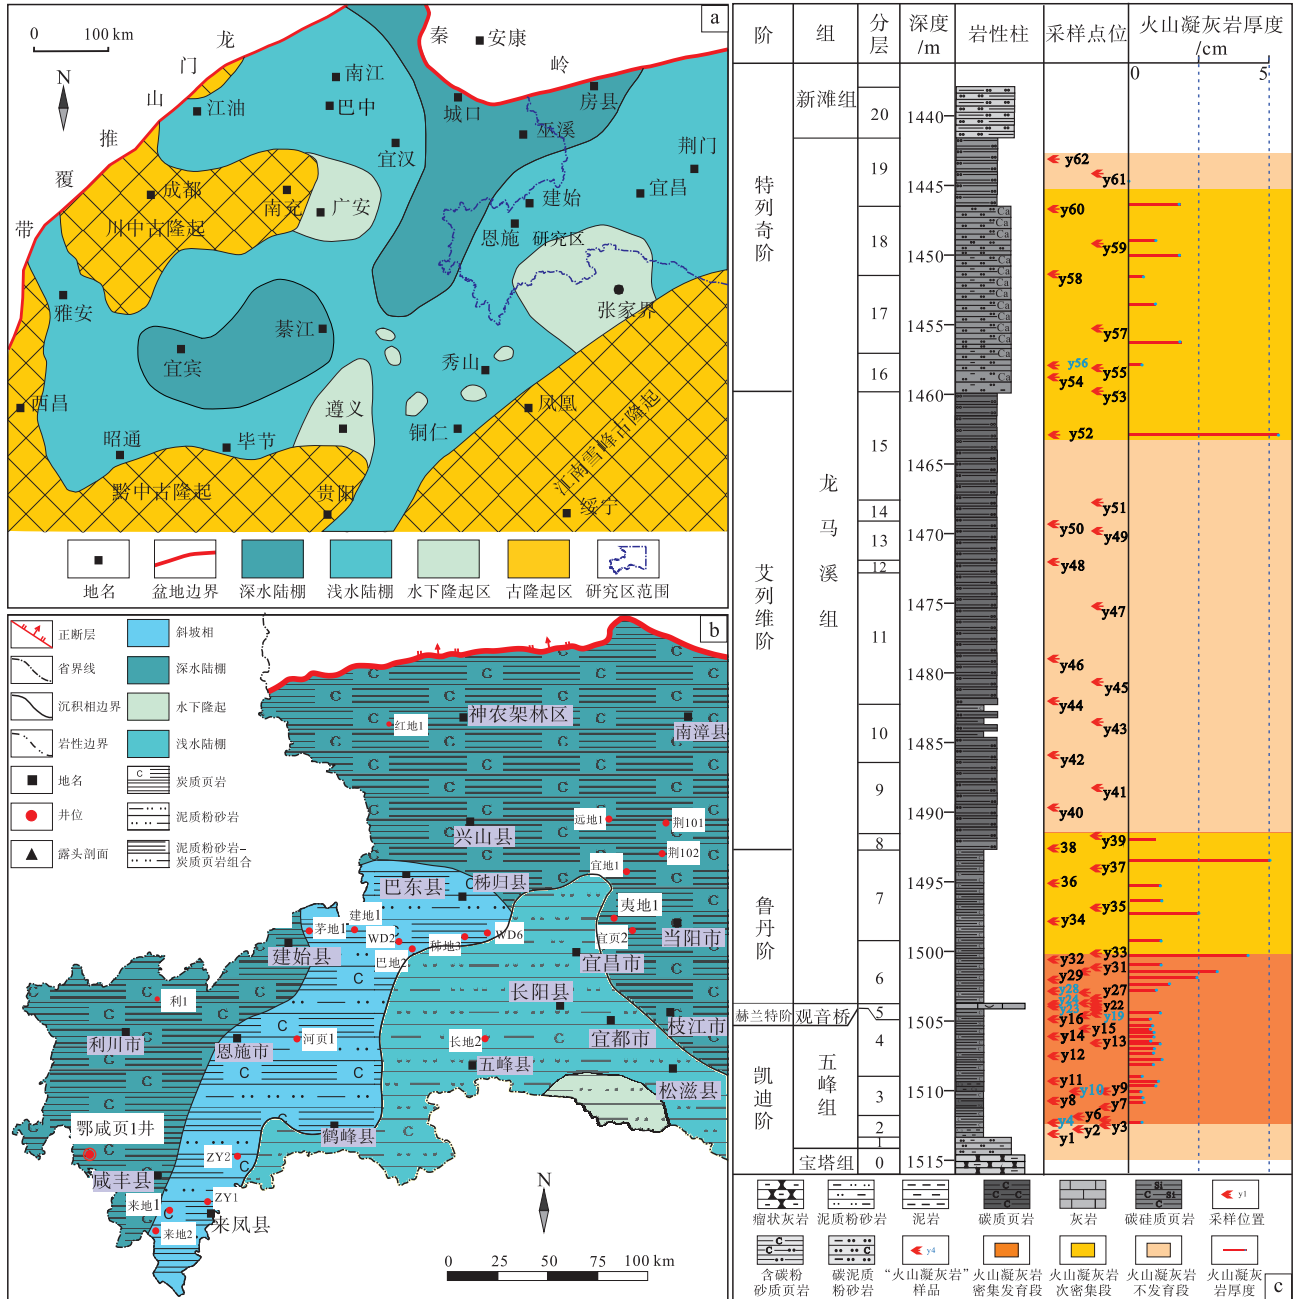 a
0 100 km
N
龙
门
山
推
覆
带
秦
岭
安康
南江
巴中
江油
城口
房县
巫溪
荆门
宜汉
宜昌
成都
南充
广安
建始
恩施
研究区
川中古隆起
张家界
雅安
綦江
宜宾
秀山
西昌
遵义
凤凰
铜仁
昭通
毕节
江南雪峰古隆起
黔中古隆起
贵阳
绥宁
地名
盆地边界
深水陆棚
浅水陆棚
水下隆起区
古隆起区
研究区范围
b
正断层
斜坡相
省界线
深水陆棚
沉积相边界
水下隆起
岩性边界
浅水陆棚
地名
炭质页岩
井位
泥质粉砂岩
露头剖面
泥质粉砂岩-
炭质页岩组合
红地1
神农架林区
南漳县
远地1
荆101
兴山县
荆102
宜地1
巴东县
秭归县
夷地1
建地1
茅地1
WD2
秭地3
WD6
宜页2
当阳市
建始县
巴地2
宜昌市
利1
长阳县
利川市
恩施市
河页1
长地2
宜都市
枝江市
五峰县
松滋县
鄂咸页1井
鹤峰县
ZY2
咸丰县
来地1
ZY1
来凤县
来地2
N
0 25 50 75 100 km
阶
组
分
层
深度
/m
岩性柱
采样点位
火山凝灰岩厚度
/cm
0 5
特列奇阶
艾列维阶
鲁丹阶
赫兰特阶
凯迪阶
新滩组
龙马溪组
观音桥
五峰组
宝塔组
20
19
18
17
16
15
14
13
12
11
10
9
8
7
6
5
4
3
2
1
0
1440
1445
1450
1455
1460
1465
1470
1475
1480
1485
1490
1495
1500
1505
1510
1515
y62
y61
y60
y59
y58
y57
y56
y55
y54
y53
y52
y51
y50
y49
y48
y47
y46
y45
y44
y43
y42
y41
y40
y39
38
y37
36
y35
y34
y33
y32
y31
y29
y28
y27
y22
y19
y16
y15
y14
y13
y12
y11
y10
y9
y8
y7
y6
y4
y3
y2
y1
瘤状灰岩
泥质粉砂岩
泥岩
碳质页岩
灰岩
碳硅质页岩
y1
采样位置
含碳粉
砂质页岩
碳泥质
粉砂岩
y4
“火山凝灰岩”
样品
火山凝灰岩
密集发育段
火山凝灰岩
次密集段
火山凝灰岩
不发育段
火山凝灰
岩厚度
c